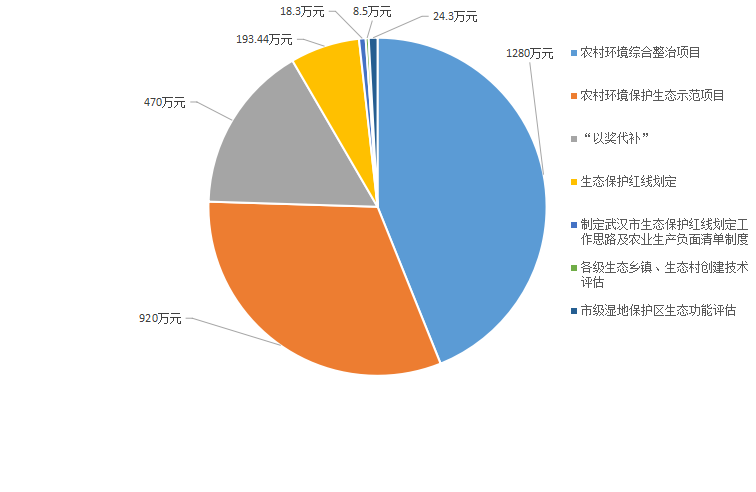 18.3万元
8.5万元
24.3万元
193.44万元
1280万元
470万元
920万元
农村环境综合整治项目
农村环境保护生态示范项目
“以奖代补”
生态保护红线划定
制定武汉市生态保护红线划定工
作思路及农业生产负面清单制度
各级生态乡镇、生态村创建技术
评估
市级湿地保护区生态功能评估